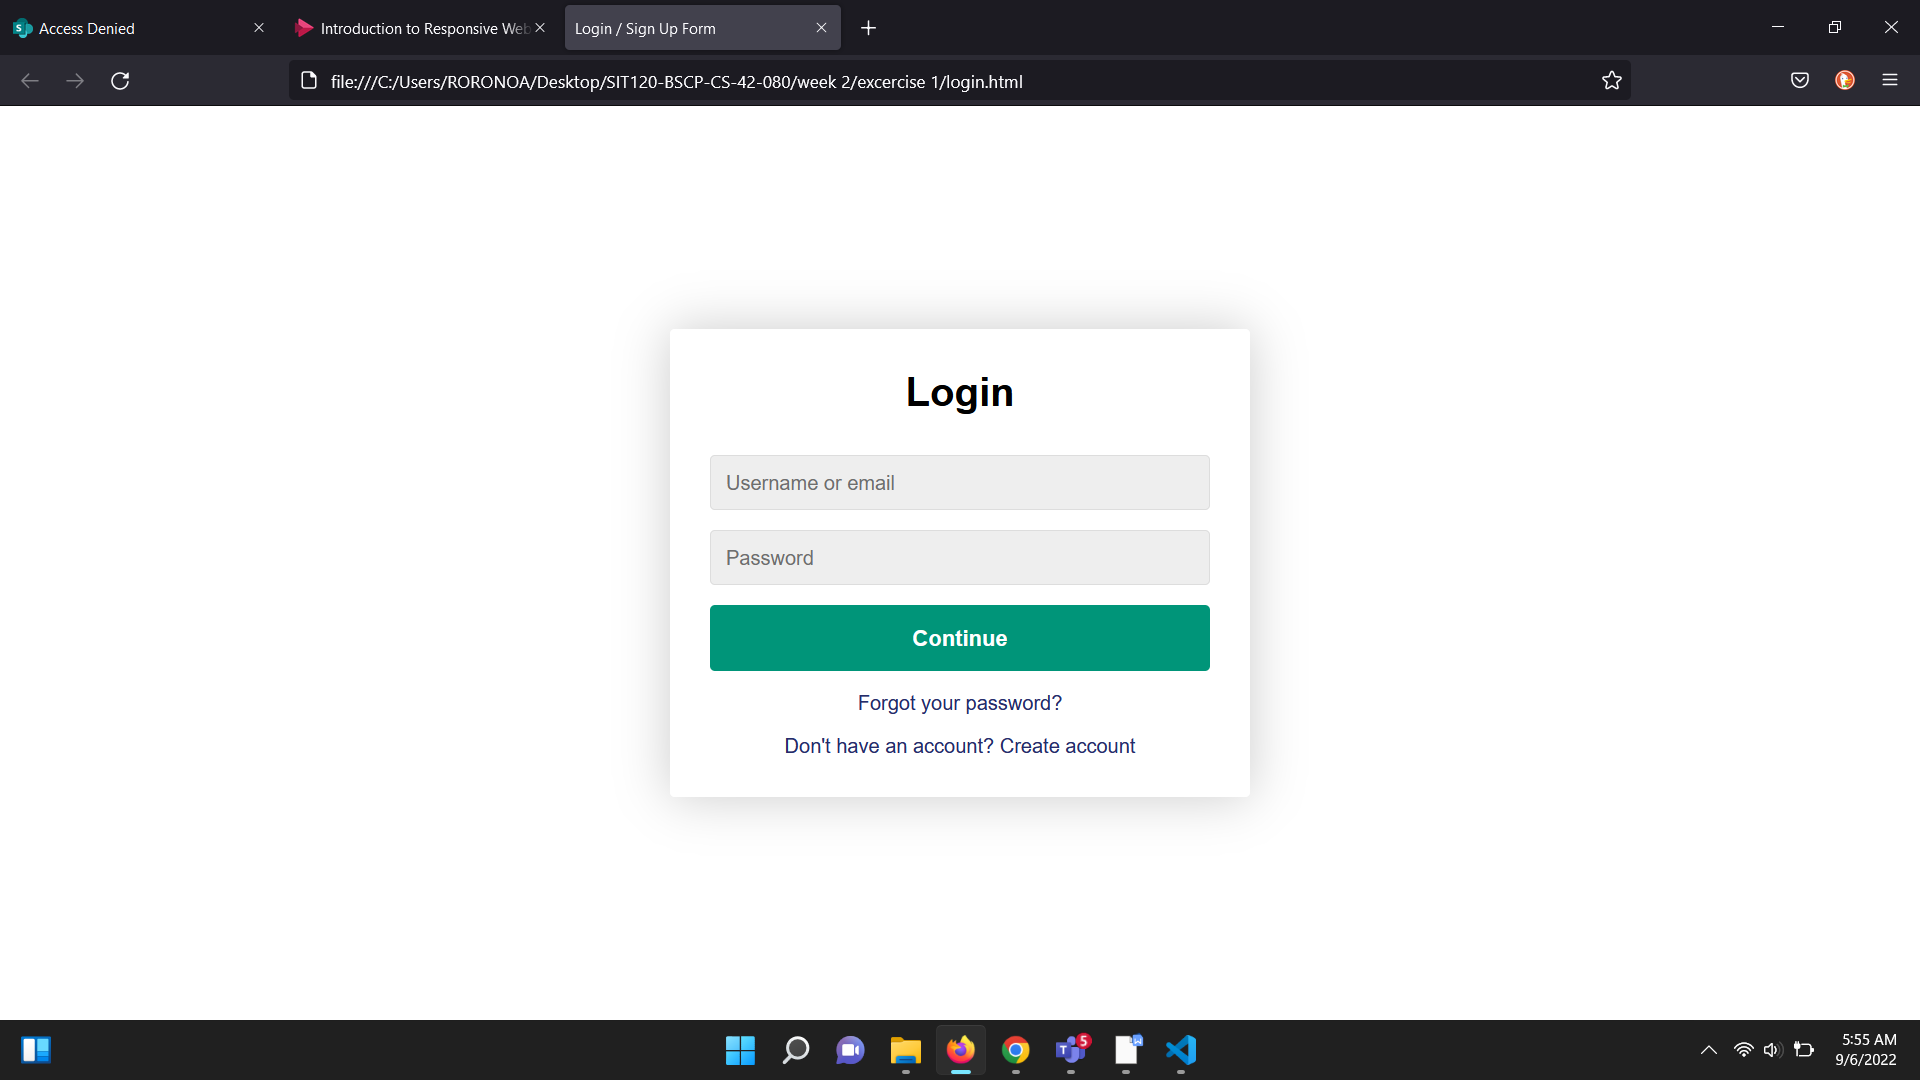 Access Denied
Introduction to Responsive Web
Login / Sign Up Form
file:///C:/Users/RORONOA/Desktop/SIT120-BSCP-CS-42-080/week 2/excercise 1/login.html
Login
Username or email
Password
Continue
Forgot your password?
Don't have an account? Create account
5
5:55 AM
9/6/2022